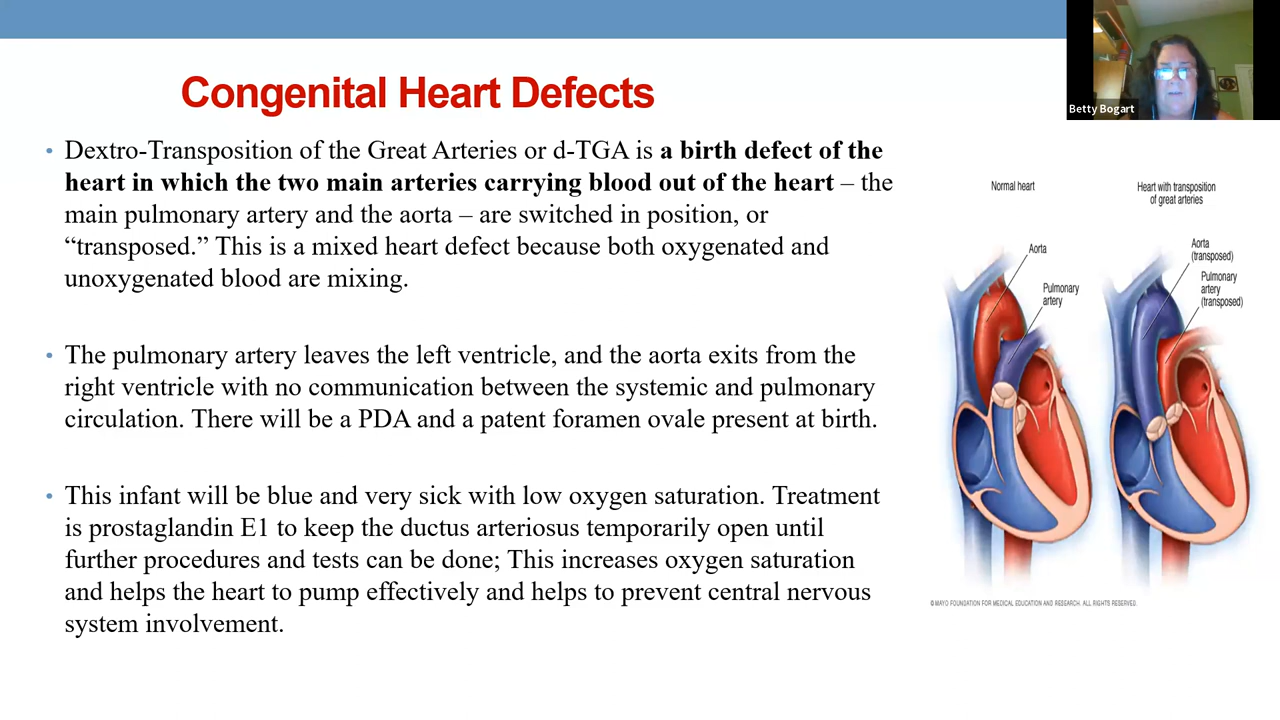 Betty Bogart
Congenital Heart Defects
• Dextro-Transposition of the Great Arteries or d-TGA is a birth defect of the
heart in which the two main arteries carrying blood out of the heart – the
main pulmonary artery and the aorta – are switched in position, or
“transposed.” This is a mixed heart defect because both oxygenated and
unoxygenated blood are mixing.
• The pulmonary artery leaves the left ventricle, and the aorta exits from the
right ventricle with no communication between the systemic and pulmonary
circulation. There will be a PDA and a patent foramen ovale present at birth.
• This infant will be blue and very sick with low oxygen saturation. Treatment
is prostaglandin E1 to keep the ductus arteriosus temporarily open until
further procedures and tests can be done; This increases oxygen saturation
and helps the heart to pump effectively and helps to prevent central nervous
system involvement.
Normal heart
Aorta
Pulmonary
artery
Heart with transposition
of great arteries
Aorta
(transposed)
Pulmonary
artery
(transposed)
©MAYO FOUNDATION FOR MEDICAL EDUCATION AND RESEARCH. ALL RIGHTS RESERVED.